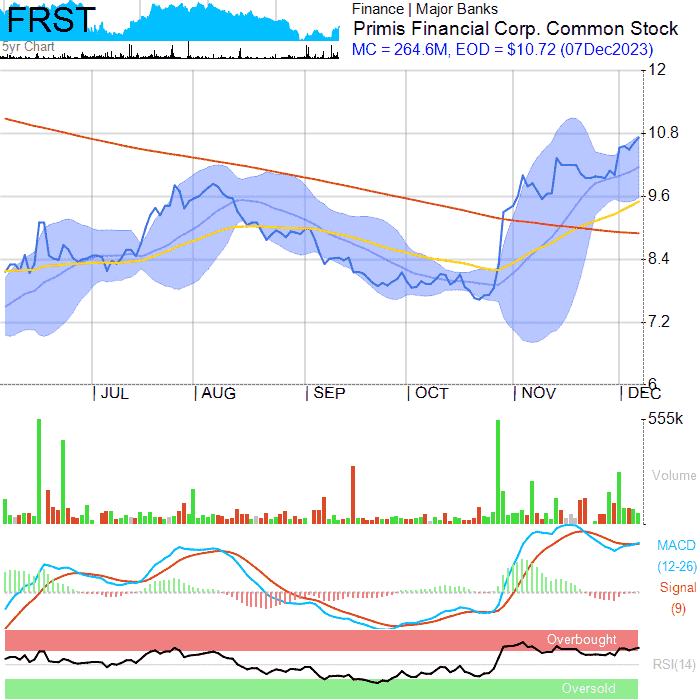 FRST
5yr Chart
Finance | Major Banks
Primis Financial Corp. Common Stock
MC = 264.6M, EOD = $10.72 (07Dec2023)
12
10.8
9.6
8.4
7.2
6
JUL AUG SEP OCT NOV DEC
555k
Volume
MACD
(12-26)
Signal
(9)
Overbought
RSI(14)
Oversold